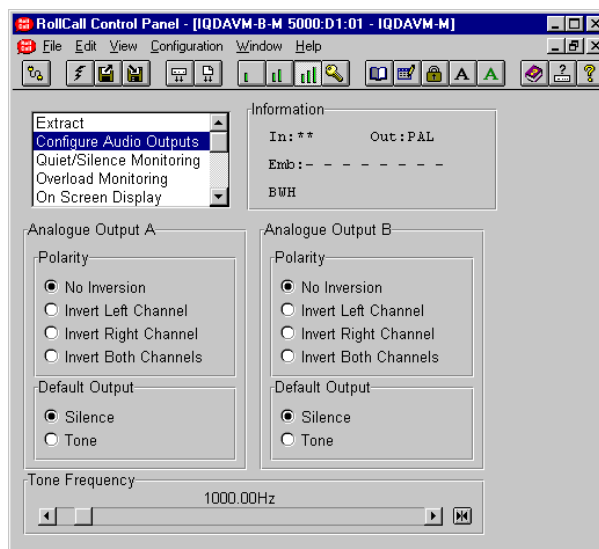 RollCall Control Panel - [IQDAVM-B-M 5000:D1:01 - IQDAVM-M]
File Edit View Configuration Window Help
A A
Extract
Configure Audio Outputs
Quiet/Silence Monitoring
Overload Monitoring
On Screen Display
Information
In:** Out:PAL
Emb:- - - - - - - -
BWH
Analogue Output A
Polarity
No Inversion
Invert Left Channel
Invert Right Channel
Invert Both Channels
Default Output
Silence
Tone
Analogue Output B
Polarity
No Inversion
Invert Left Channel
Invert Right Channel
Invert Both Channels
Default Output
Silence
Tone
Tone Frequency
1000.00Hz